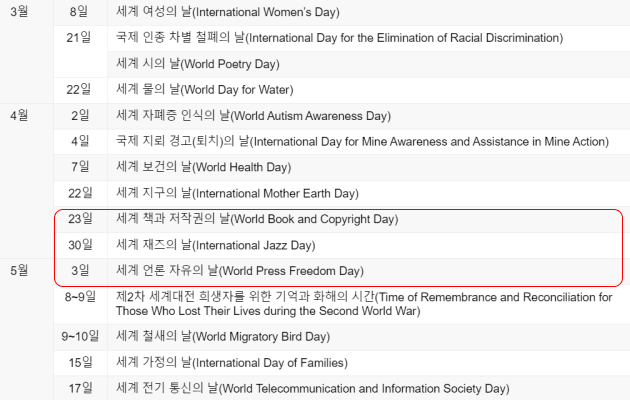 3월 8일 세계 여성의 날(International Women's Day)
21일 국제 인종 차별 철폐의 날(International Day for the Elimination of Racial Discrimination)
세계 시의 날(World Poetry Day)
22일 세계 물의 날(World Day for Water)
4월 2일 세계 자폐증 인식의 날(World Autism Awareness Day)
4일 국제 지뢰 경고(퇴치)의 날(International Day for Mine Awareness and Assistance in Mine Action)
7일 세계 보건의 날(World Health Day)
22일 세계 지구의 날(International Mother Earth Day)
23일 세계 책과 저작권의 날(World Book and Copyright Day)
30일 세계 재즈의 날(International Jazz Day)
5월 3일 세계 언론 자유의 날(World Press Freedom Day)
8~9일 제2차 세계대전 희생자를 위한 기억과 화해의 시간(Time of Remembrance and Reconciliation for
Those Who Lost Their Lives during the Second World War)
9~10일 세계 철새의 날(World Migratory Bird Day)
15일 세계 가정의 날(International Day of Families)
17일 세계 전기 통신의 날(World Telecommunication and Information Society Day)